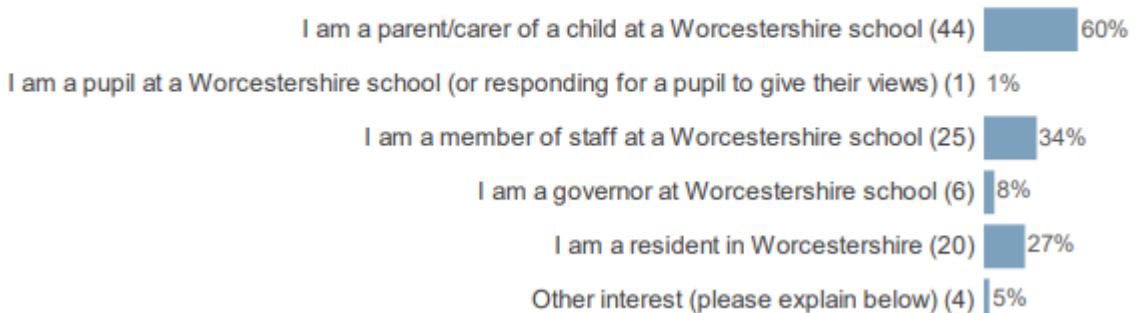 I am a parent/carer of a child at a Worcestershire school (44) 60%
I am a pupil at a Worcestershire school (or responding for a pupil to give their views) (1) 1%
I am a member of staff at a Worcestershire school (25) 34%
I am a governor at Worcestershire school (6) 8%
I am a resident in Worcestershire (20) 27%
Other interest (please explain below) (4) 5%